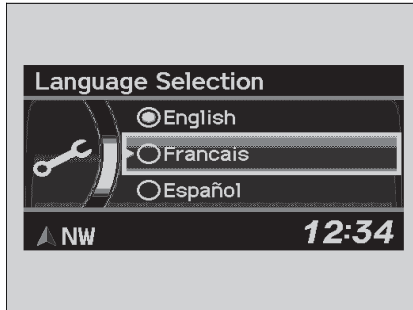 Language Selection
English
Francais
Español
NW
12:34